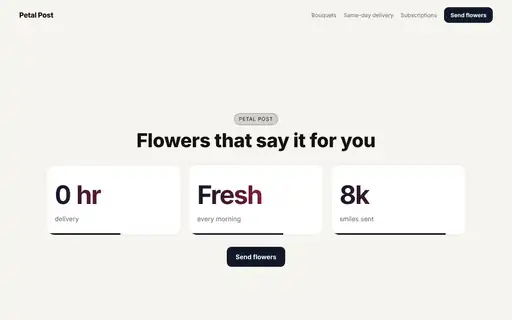 Petal Post
Bouquets Same-day delivery Subscriptions Send flowers
PETAL POST
Flowers that say it for you
0 hr Fresh 8k
delivery every morning smiles sent
Send flowers